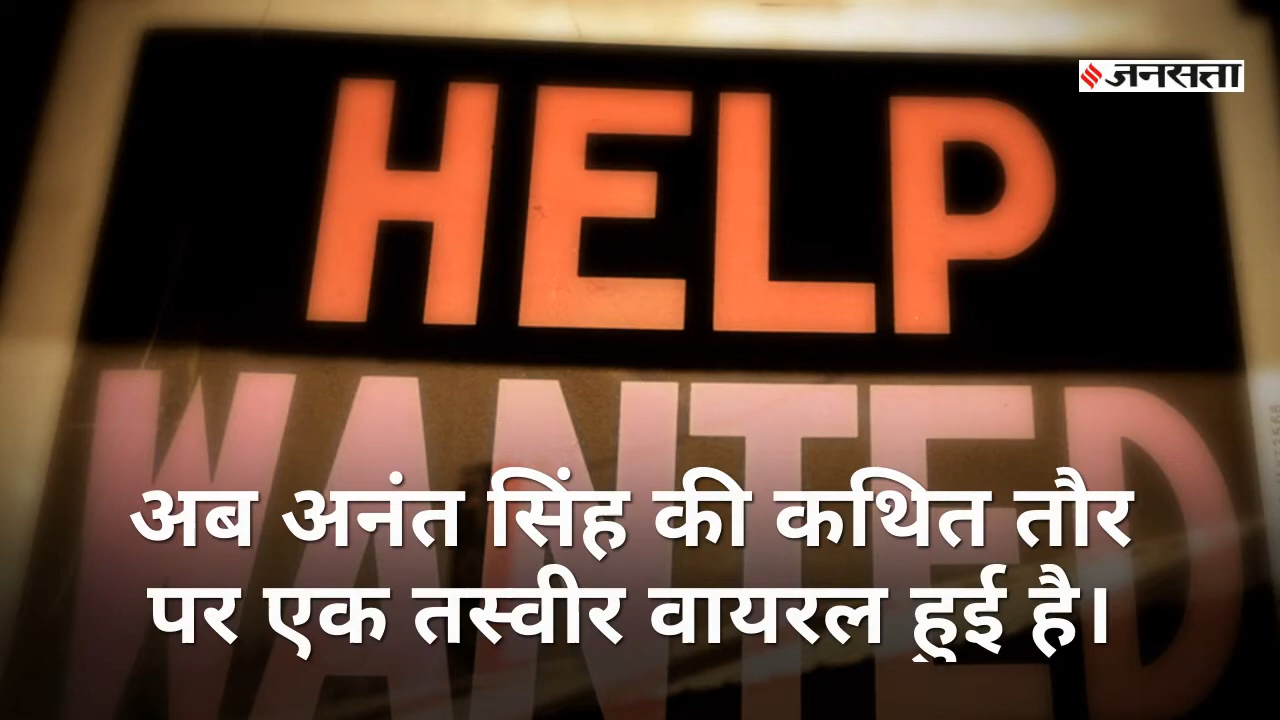 जनसत्ता
HELP
WANTED
अब अनंत सिंह की कथित तौर
पर एक तस्वीर वायरल हुई है।